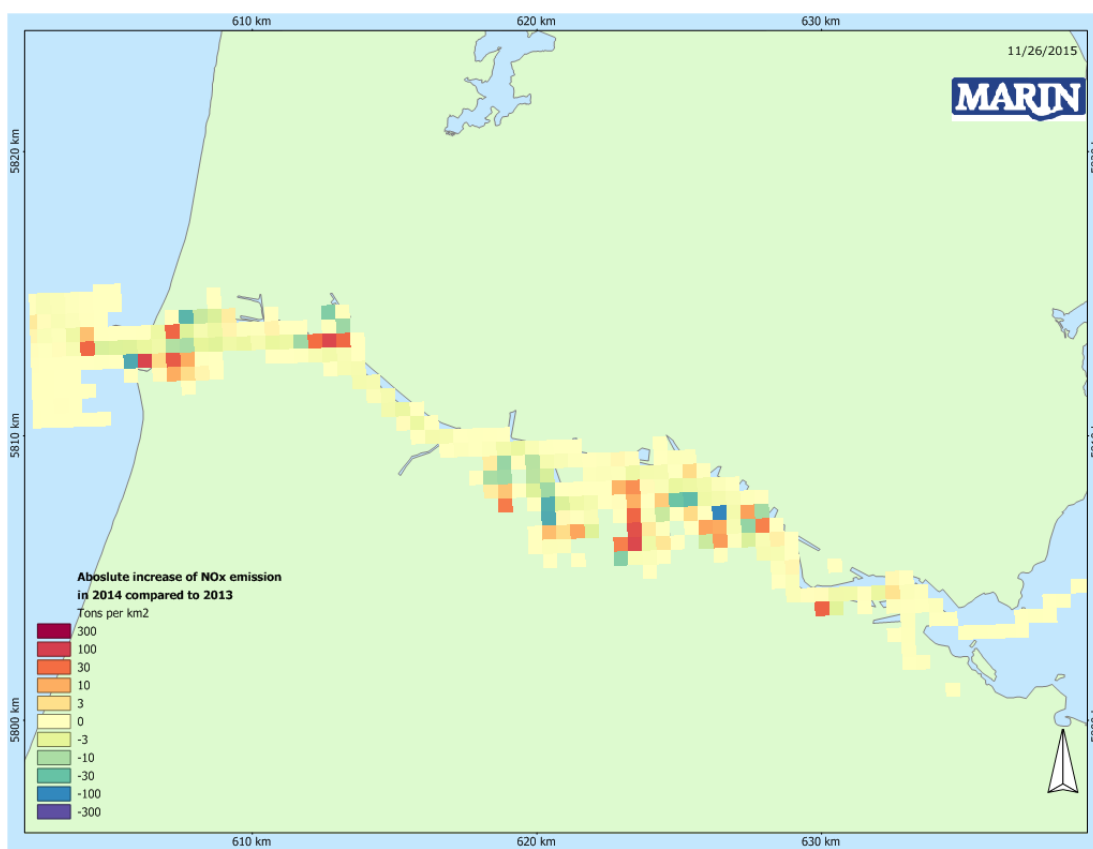 610 km 620 km 630 km
11/26/2015
MARIN
5820 km
5810 km
5800 km
Aboslute increase of NOx emission
in 2014 compared to 2013
Tons per km2
300
100
30
10
3
0
-3
-10
-30
-100
-300
610 km 620 km 630 km